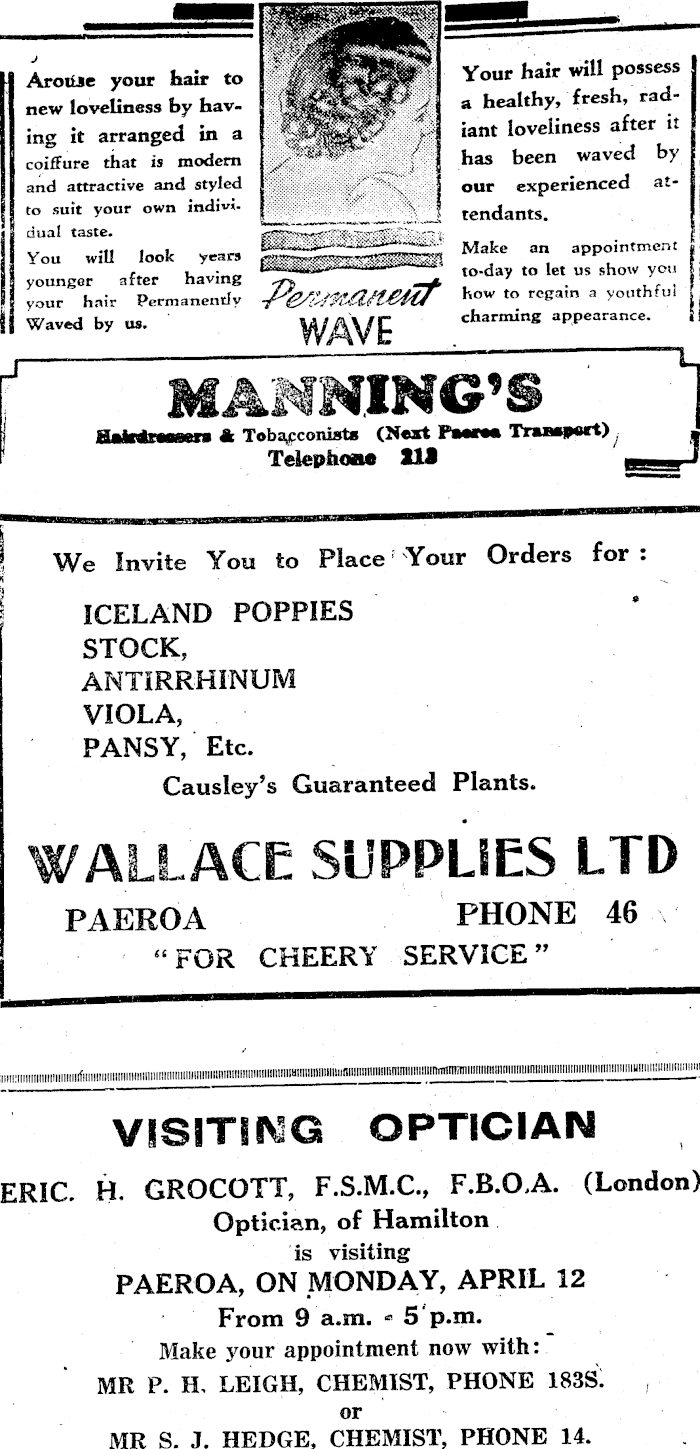 Arouse your hair to
new loveliness by hav-
ing it arranged in a
coiffure that is modern
and attractive and styled
to suit your own indivi-
dual taste.
You will look years
younger after having
your hair Permanently
Waved by us.
Permanent
WAVE
Your hair will possess
a healthy, fresh, rad-
iant loveliness after it
has been waved by
our experienced at-
tendants.
Make an appointment
to-day to let us show you
how to regain a youthful
charming appearance.
MANNING'S
Hairdressers & Tobacconists (Next Paeroa Transport)
Telephone 213
We Invite You to Place Your Orders for :
ICELAND POPPIES
STOCK,
ANTIRRHINUM
VIOLA,
PANSY, Etc.
Causley's Guaranteed Plants.
WALLACE SUPPLIES LTD
PAEROA PHONE 46
"FOR CHEERY SERVICE"
VISITING OPTICIAN
ERIC. H. GROCOTT, F.S.M.C., F.B.O.A. (London)
Optician, of Hamilton
is visiting
PAEROA, ON MONDAY, APRIL 12
From 9 a.m. - 5 p.m.
Make your appointment now with:
MR P. H. LEIGH, CHEMIST, PHONE 183S.
or
MR S. J. HEDGE, CHEMIST, PHONE 14.